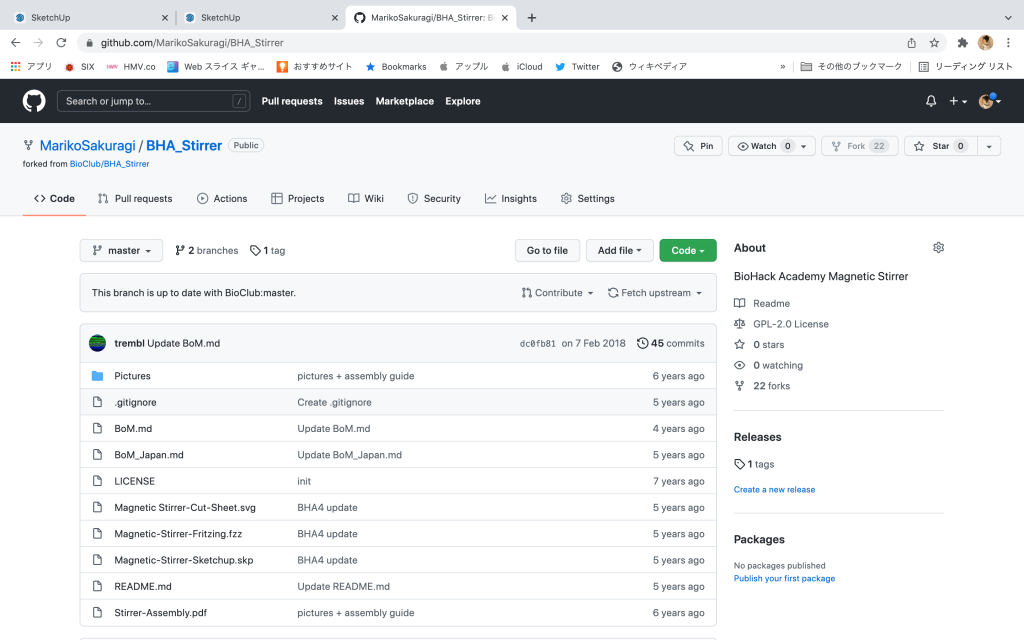 SketchUp
SketchUp
MarikoSakuragi/BHA_Stirrer: B
github.com/MarikoSakuragi/BHA_Stirrer
アプリ SIX HMV.co Web スライス ギャ... おすすめサイト Bookmarks アップル iCloud Twitter ウィキペディア » その他のブックマーク リーディング リスト
Search or jump to... / Pull requests Issues Marketplace Explore
MarikoSakuragi / BHA_Stirrer Public
Pin Watch 0 Fork 22 Star 0
forked from BioClub/BHA_Stirrer
Code Pull requests Actions Projects Wiki Security Insights Settings
master 2 branches 1 tag Go to file Add file Code
This branch is up to date with BioClub:master. Contribute Fetch upstream
trembl Update BoM.md dc0fb81 on 7 Feb 2018 45 commits
Pictures pictures + assembly guide 6 years ago
.gitignore Create .gitignore 5 years ago
BoM.md Update BoM.md 4 years ago
BoM_Japan.md Update BoM_Japan.md 5 years ago
LICENSE init 7 years ago
Magnetic Stirrer-Cut-Sheet.svg BHA4 update 5 years ago
Magnetic-Stirrer-Fritzing.fzz BHA4 update 5 years ago
Magnetic-Stirrer-Sketchup.skp BHA4 update 5 years ago
README.md Update README.md 5 years ago
Stirrer-Assembly.pdf pictures + assembly guide 6 years ago
About
BioHack Academy Magnetic Stirrer
Readme
GPL-2.0 License
0 stars
0 watching
22 forks
Releases
1 tags
Create a new release
Packages
No packages published
Publish your first package